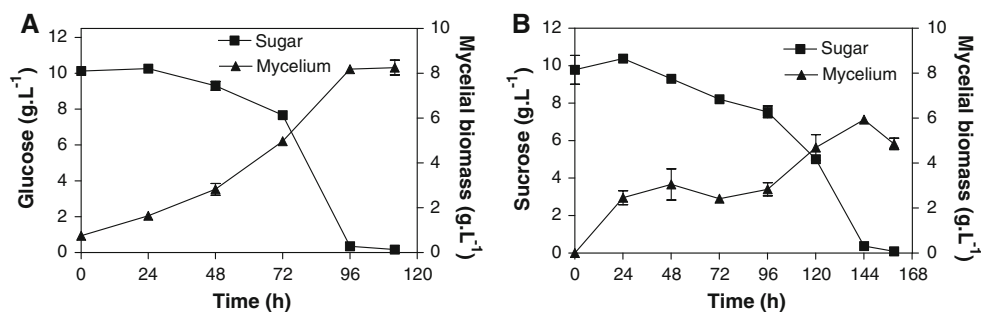 A
Glucose (g.L-1)
12
10
8
6
4
2
0
Sugar
Mycelium
10
8
6
4
2
0
Mycelial biomass (g.L-1)
0 24 48 72 96 120
Time (h)
B
Sucrose (g.L-1)
12
10
8
6
4
2
0
Sugar
Mycelium
10
8
6
4
2
0
Mycelial biomass (g.L-1)
0 24 48 72 96 120 144 168
Time (h)